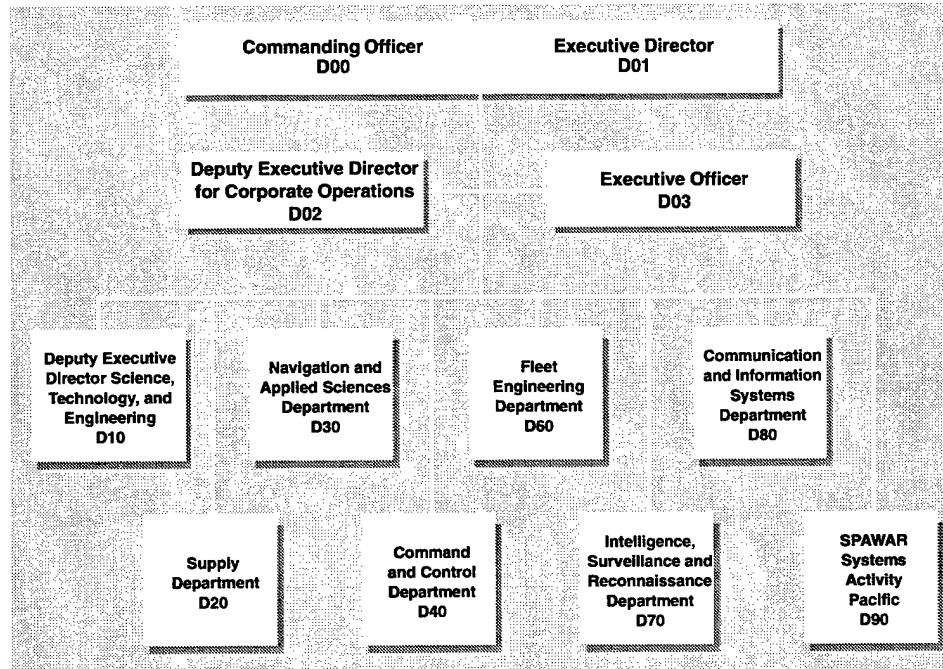 Commanding Officer
D00
Executive Director
D01
Deputy Executive Director
for Corporate Operations
D02
Executive Officer
D03
Deputy Executive
Director Science,
Technology, and
Engineering
D10
Navigation and
Applied Sciences
Department
D30
Fleet
Engineering
Department
D60
Communication
and Information
Systems
Department
D80
Supply
Department
D20
Command
and Control
Department
D40
Intelligence,
Surveillance and
Reconnaissance
Department
D70
SPAWAR
Systems
Activity
Pacific
D90